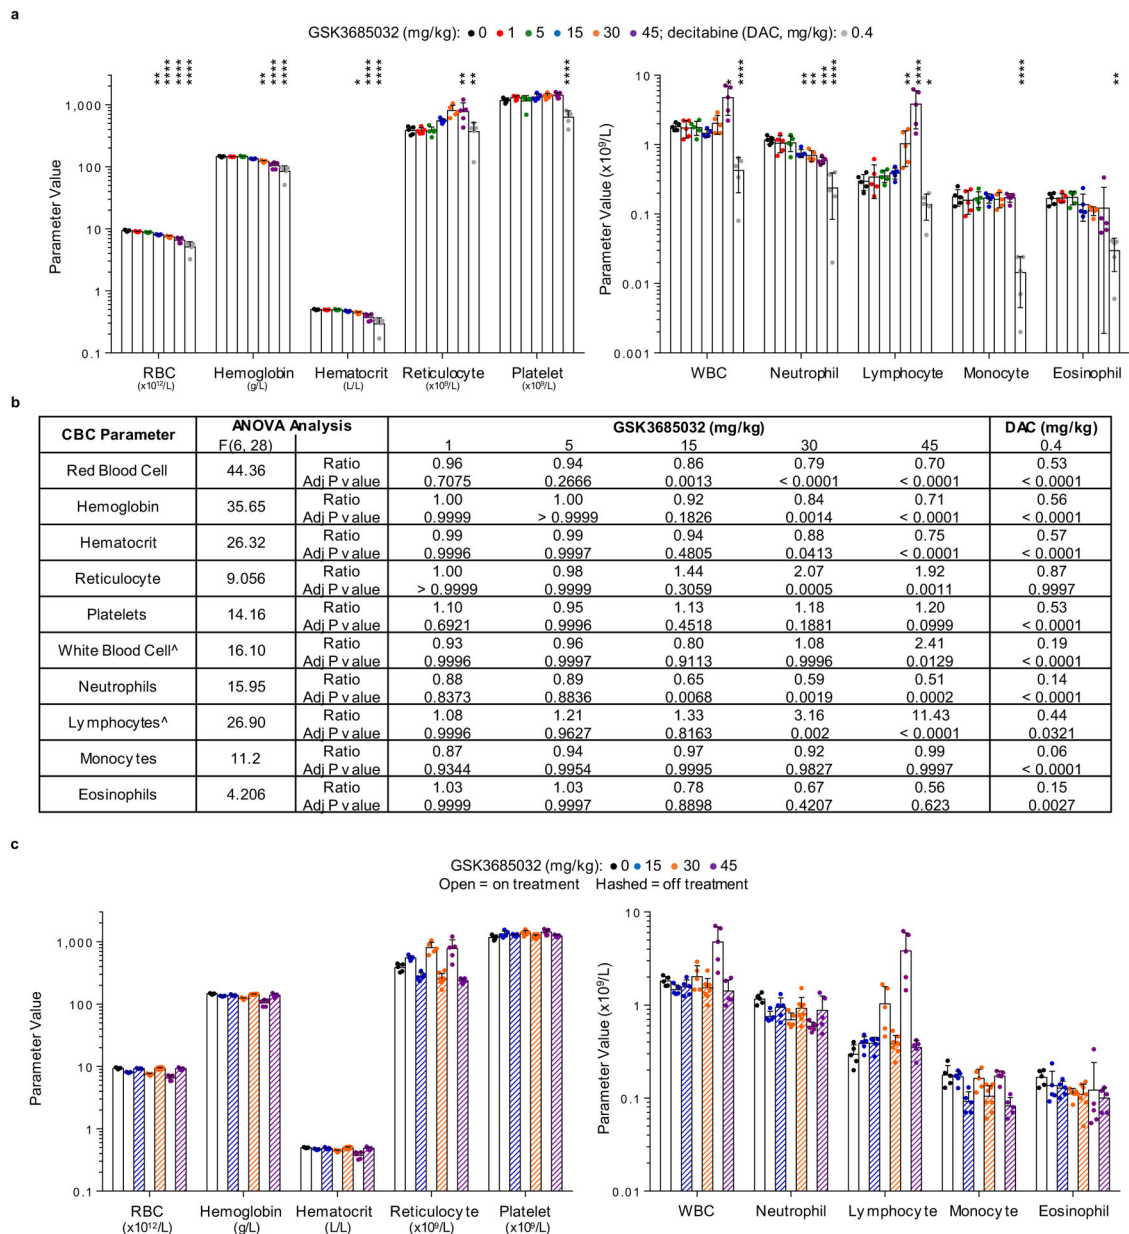 a
GSK3685032 (mg/kg): 0 1 5 15 30 45; decitabine (DAC, mg/kg): 0.4
** **** **** **** ** **** **** * **** **** ** ** ****
Parameter Value
1,000
100
10
1
0.1
RBC Hemoglobin Hematocrit Reticulocyte Platelet
(x10¹²/L) (g/L) (L/L) (x10⁹/L) (x10⁹/L)
* **** ** ** *** **** ** **** * **** **
Parameter Value (x10⁹/L)
10
1
0.1
0.01
0.001
WBC Neutrophil Lymphocyte Monocyte Eosinophil
b
CBC Parameter ANOVA Analysis GSK3685032 (mg/kg) DAC (mg/kg)
F(6, 28) 1 5 15 30 45 0.4
Red Blood Cell 44.36 Ratio 0.96 0.94 0.86 0.79 0.70 0.53
Adj P value 0.7075 0.2666 0.0013 < 0.0001 < 0.0001 < 0.0001
Hemoglobin 35.65 Ratio 1.00 1.00 0.92 0.84 0.71 0.56
Adj P value 0.9999 > 0.9999 0.1826 0.0014 < 0.0001 < 0.0001
Hematocrit 26.32 Ratio 0.99 0.99 0.94 0.88 0.75 0.57
Adj P value 0.9996 0.9997 0.4805 0.0413 < 0.0001 < 0.0001
Reticulocyte 9.056 Ratio 1.00 0.98 1.44 2.07 1.92 0.87
Adj P value > 0.9999 0.9999 0.3059 0.0005 0.0011 0.9997
Platelets 14.16 Ratio 1.10 0.95 1.13 1.18 1.20 0.53
Adj P value 0.6921 0.9996 0.4518 0.1881 0.0999 < 0.0001
White Blood Cell^ 16.10 Ratio 0.93 0.96 0.80 1.08 2.41 0.19
Adj P value 0.9996 0.9997 0.9113 0.9996 0.0129 < 0.0001
Neutrophils 15.95 Ratio 0.88 0.89 0.65 0.59 0.51 0.14
Adj P value 0.8373 0.8836 0.0068 0.0019 0.0002 < 0.0001
Lymphocytes^ 26.90 Ratio 1.08 1.21 1.33 3.16 11.43 0.44
Adj P value 0.9996 0.9627 0.8163 0.002 < 0.0001 0.0321
Monocytes 11.2 Ratio 0.87 0.94 0.97 0.92 0.99 0.06
Adj P value 0.9344 0.9954 0.9995 0.9827 0.9997 < 0.0001
Eosinophils 4.206 Ratio 1.03 1.03 0.78 0.67 0.56 0.15
Adj P value 0.9999 0.9997 0.8898 0.4207 0.623 0.0027
c
GSK3685032 (mg/kg): 0 15 30 45
Open = on treatment Hashed = off treatment
Parameter Value
1,000
100
10
1
0.1
RBC Hemoglobin Hematocrit Reticulocyte Platelet
(x10¹²/L) (g/L) (L/L) (x10⁹/L) (x10⁹/L)
Parameter Value (x10⁹/L)
10
1
0.1
0.01
WBC Neutrophil Lymphocyte Monocyte Eosinophil